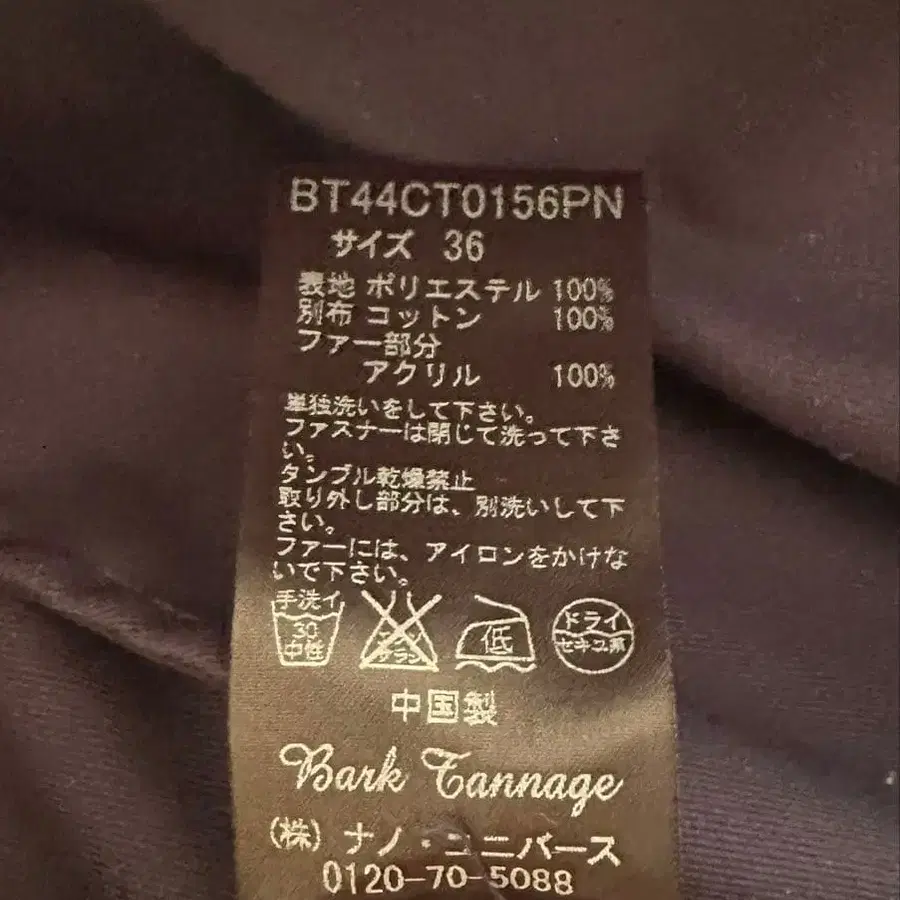 BT44CT0156PN
サイズ 36
表地 ポリエステル 100%
別布 コットン 100%
ファー部分
アクリル 100%
単独洗いをして下さい。
ファスナーは閉じて洗って下さ
い。
タンブル乾燥禁止
取り外し部分は、別洗いして下
さい。
ファーには、アイロンをかけな
いで下さい。
手洗イ
30
中性
エンソ
サラシ
低
ドライ
セキユ系
中国製
Bark Tannage
(株) ナノ・ユニバース
0120-70-5088